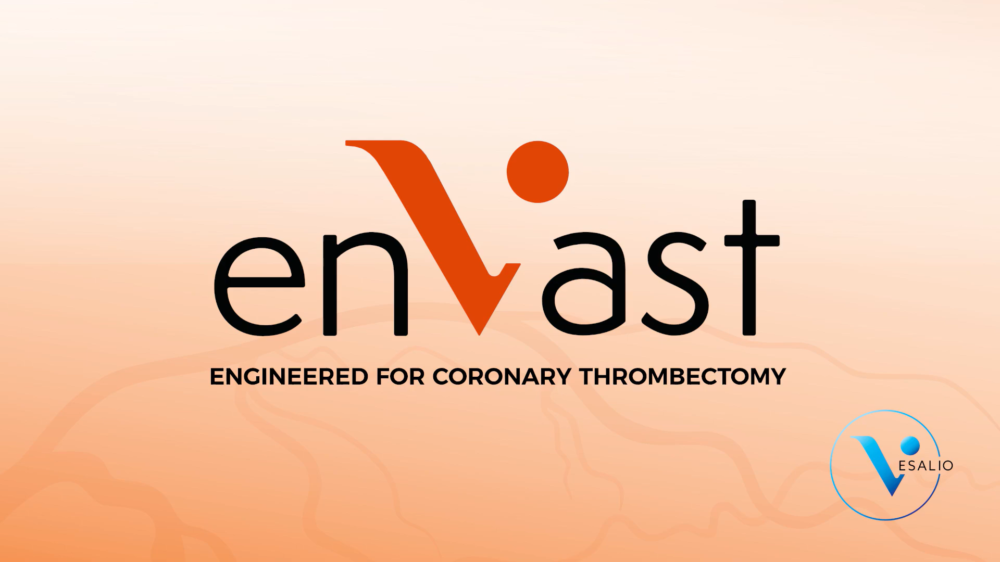 enVast
ENGINEERED FOR CORONARY THROMBECTOMY
VESALIO